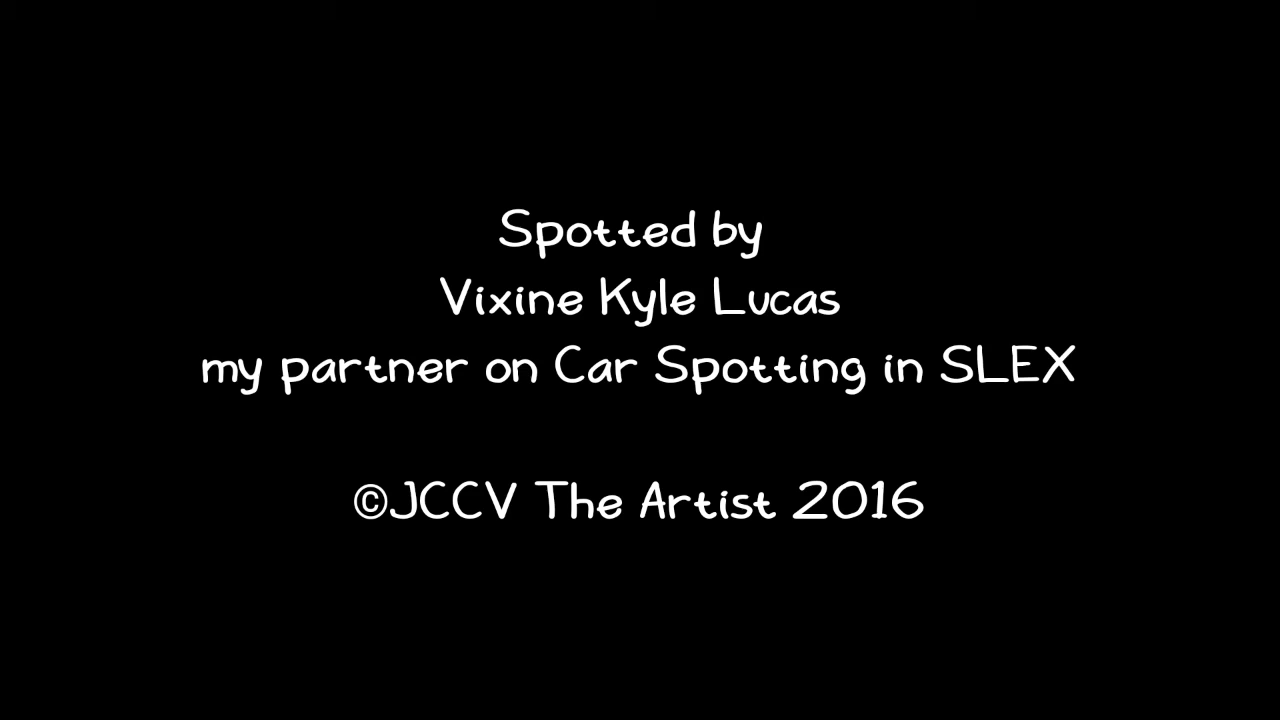 Spotted by
Vixine Kyle Lucas
my partner on Car Spotting in SLEX
©JCCV The Artist 2016